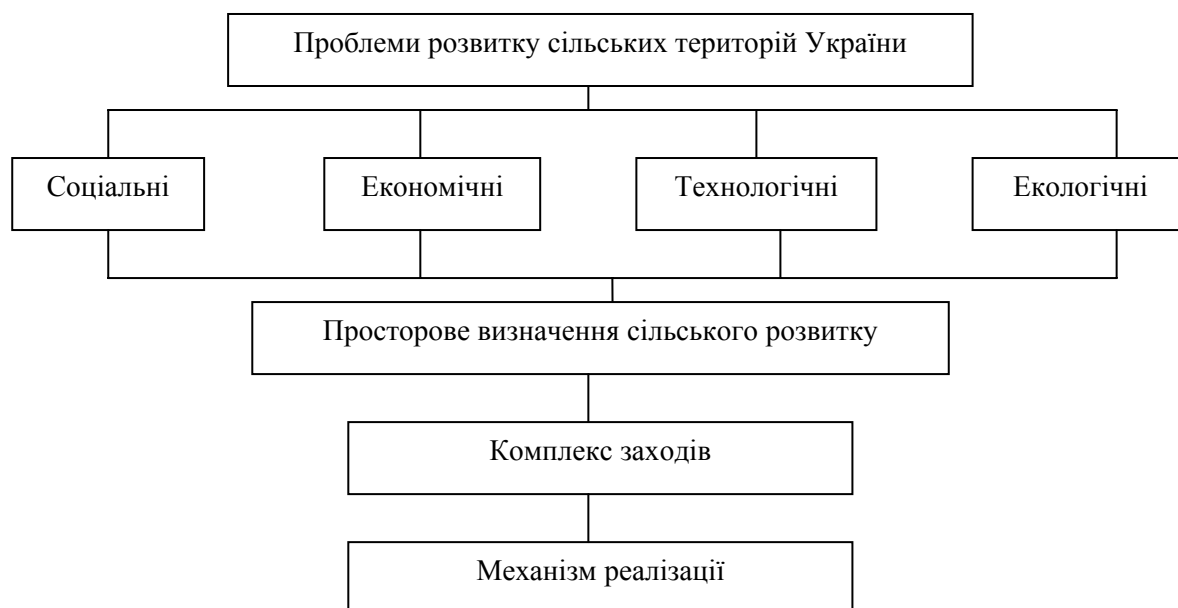 Проблеми розвитку сільських територій України
Соціальні
Економічні
Технологічні
Екологічні
Просторове визначення сільського розвитку
Комплекс заходів
Механізм реалізації